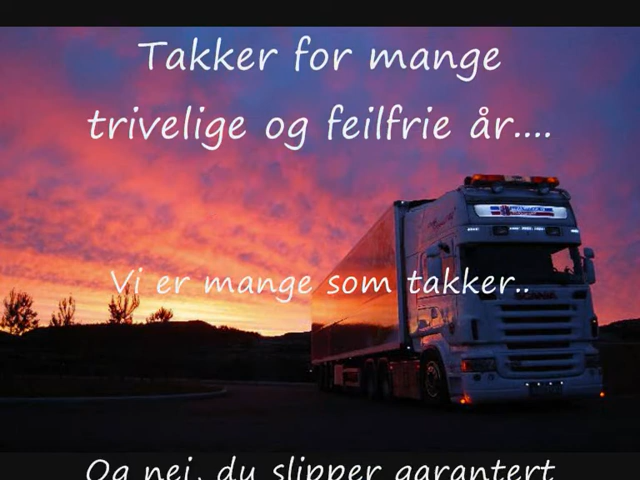 Takker for mange
trivelige og feilfrie år....
Vi er mange som takker..
SCANIA
Og nei, du slipper garantert